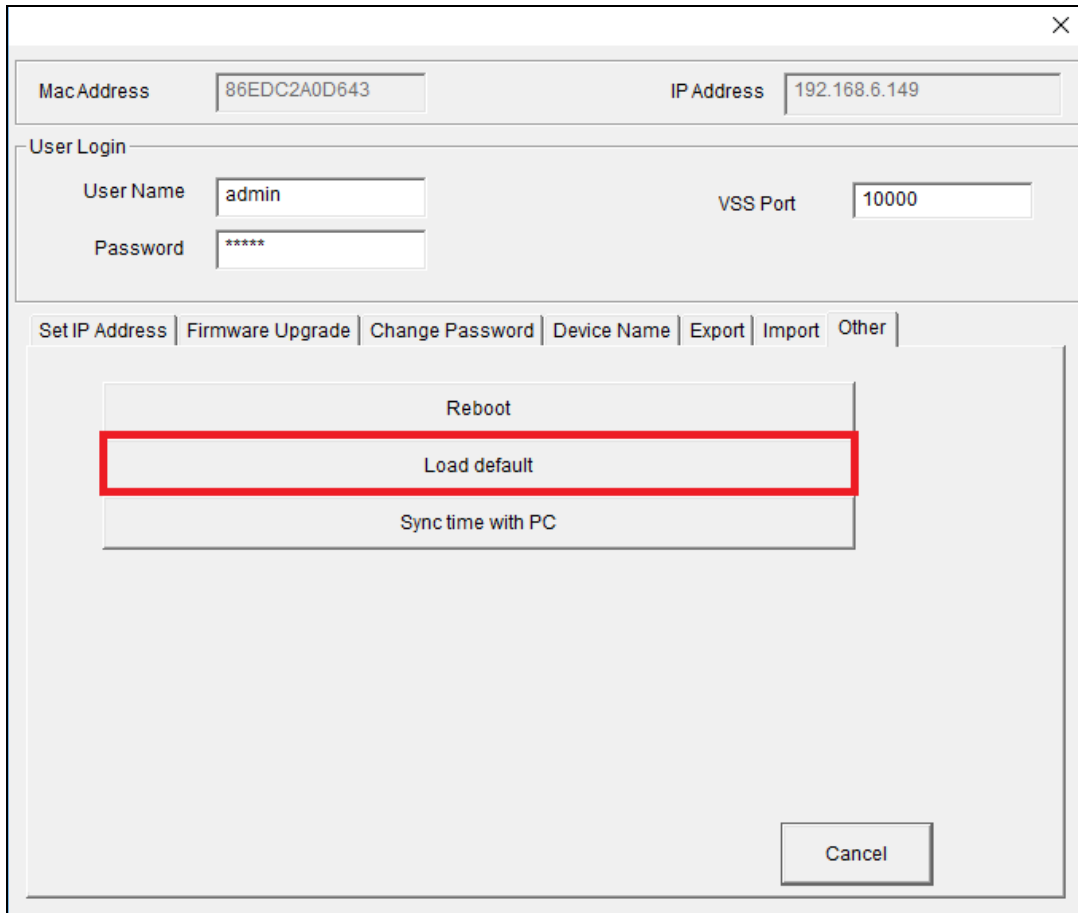 Mac Address 86EDC2A0D643 IP Address 192.168.6.149
User Login
User Name admin VSS Port 10000
Password *****
Set IP Address Firmware Upgrade Change Password Device Name Export Import Other
Reboot
Load default
Sync time with PC
Cancel